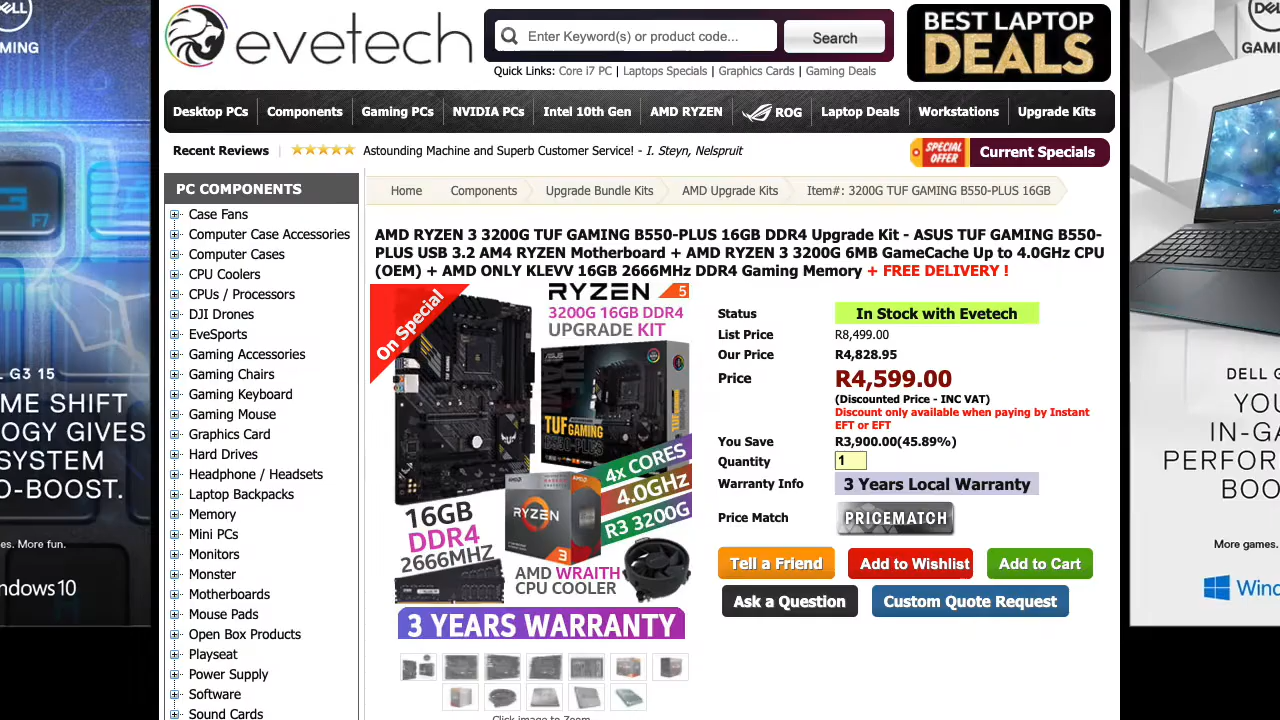 DELL
GAMING
F7
L G3 15
ME SHIFT
OGY GIVES
SYSTEM
O-BOOST.
es. More fun.
ndows 10
evetech
Enter Keyword(s) or product code...
Search
Quick Links: Core i7 PC | Laptops Specials | Graphics Cards | Gaming Deals
BEST LAPTOP
DEALS
Desktop PCs
Components
Gaming PCs
NVIDIA PCs
Intel 10th Gen
AMD RYZEN
ROG
Laptop Deals
Workstations
Upgrade Kits
Recent Reviews | Astounding Machine and Superb Customer Service! - I. Steyn, Nelspruit
SPECIAL
OFFER
Current Specials
PC COMPONENTS
Case Fans
Computer Case Accessories
Computer Cases
CPU Coolers
CPUs / Processors
DJI Drones
EveSports
Gaming Accessories
Gaming Chairs
Gaming Keyboard
Gaming Mouse
Graphics Card
Hard Drives
Headphone / Headsets
Laptop Backpacks
Memory
Mini PCs
Monitors
Monster
Motherboards
Mouse Pads
Open Box Products
Playseat
Power Supply
Software
Sound Cards
Home
Components
Upgrade Bundle Kits
AMD Upgrade Kits
Item#: 3200G TUF GAMING B550-PLUS 16GB
AMD RYZEN 3 3200G TUF GAMING B550-PLUS 16GB DDR4 Upgrade Kit - ASUS TUF GAMING B550-
PLUS USB 3.2 AM4 RYZEN Motherboard + AMD RYZEN 3 3200G 6MB GameCache Up to 4.0GHz CPU
(OEM) + AMD ONLY KLEVV 16GB 2666MHz DDR4 Gaming Memory + FREE DELIVERY !
On Special
RYZEN 5
3200G 16GB DDR4
UPGRADE KIT
TUF GAMING
B550-PLUS
4x CORES
4.0GHz
R3 3200G
16GB
DDR4
2666MHZ
RYZEN
3
AMD WRAITH
CPU COOLER
3 YEARS WARRANTY
Click image to Zoom
Status In Stock with Evetech
List Price R8,499.00
Our Price R4,828.95
Price R4,599.00
(Discounted Price - INC VAT)
Discount only available when paying by Instant
EFT or EFT
You Save R3,900.00(45.89%)
Quantity 1
Warranty Info 3 Years Local Warranty
Price Match PRICEMATCH
Tell a Friend
Add to Wishlist
Add to Cart
Ask a Question
Custom Quote Request
GAMI
DELL G
YOU
IN-GA
PERFOR
BOO
More games.
Wind